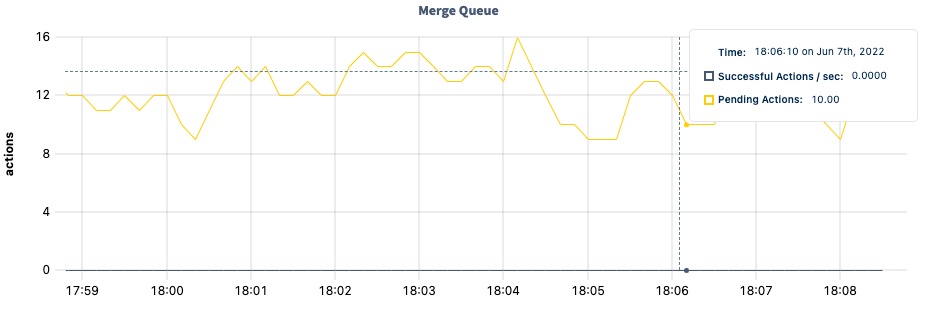 Merge Queue
16
Time: 18:06:10 on Jun 7th, 2022
Successful Actions / sec: 0.0000
12
Pending Actions: 10.00
actions
8
4
0
17:59 18:00 18:01 18:02 18:03 18:04 18:05 18:06 18:07 18:08